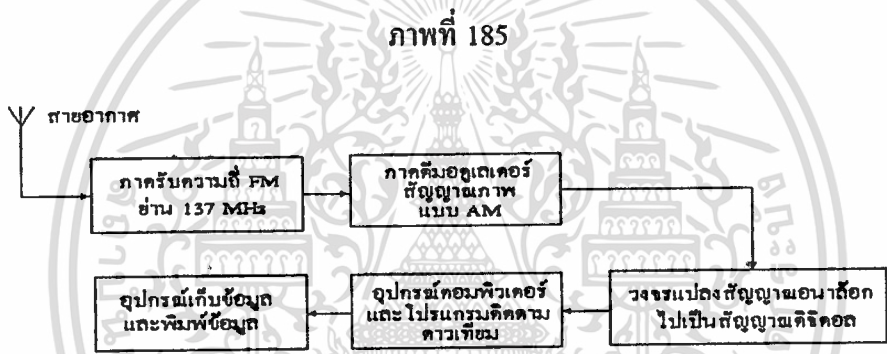 ภาพที่ 185
สายอากาศ
ภาครับความถี่ FM
ย่าน 137 MHz
ภาคดีมอดูเลเตอร์
สัญญาณภาพ
แบบ AM
วงจรแปลงสัญญาณอนาล็อก
ไปเป็นสัญญาณดิจิตอล
อุปกรณ์คอมพิวเตอร์
และโปรแกรมติดตาม
ดาวเทียม
อุปกรณ์เก็บข้อมูล
และพิมพ์ข้อมูล